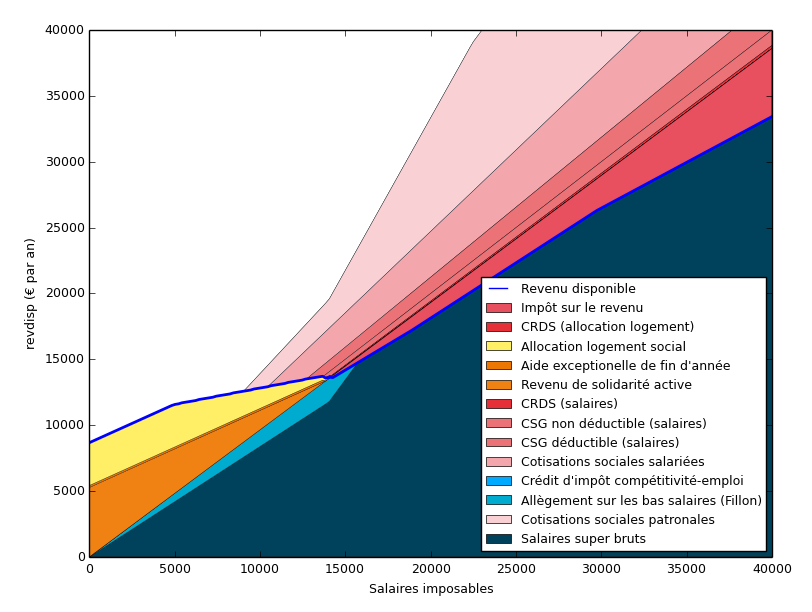 40000
35000
30000
25000
20000
15000
10000
5000
0
revdisp (€ par an)
Revenu disponible
Impôt sur le revenu
CRDS (allocation logement)
Allocation logement social
Aide exceptionelle de fin d'année
Revenu de solidarité active
CRDS (salaires)
CSG non déductible (salaires)
CSG déductible (salaires)
Cotisations sociales salariées
Crédit d'impôt compétitivité-emploi
Allègement sur les bas salaires (Fillon)
Cotisations sociales patronales
Salaires super bruts
0 5000 10000 15000 20000 25000 30000 35000 40000
Salaires imposables